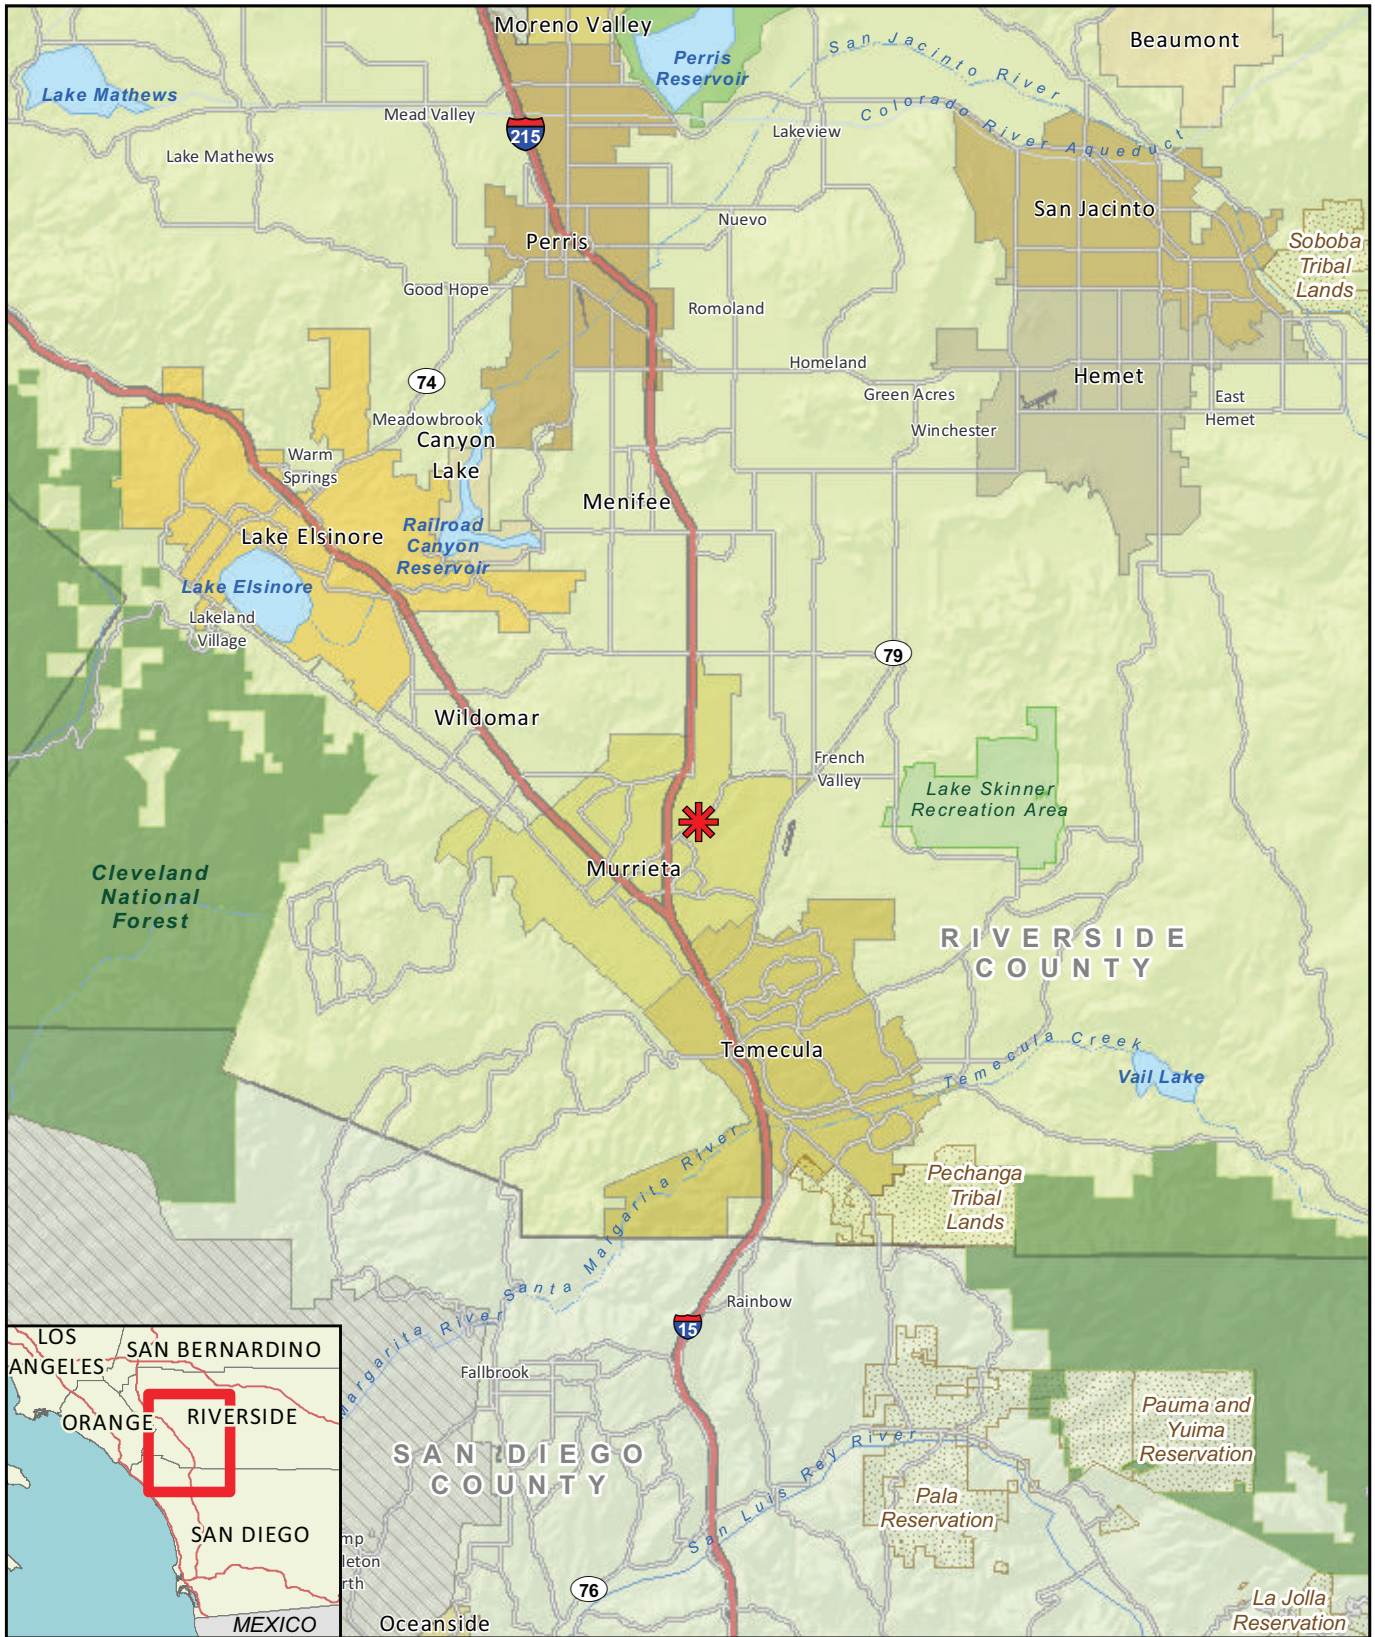 Moreno Valley
Beaumont
Perris
Reservoir
San Jacinto River
Lake Mathews
Mead Valley
215
Lakeview
Colorado River Aqueduct
Lake Mathews
San Jacinto
Nuevo
Perris
Soboba
Tribal
Lands
Good Hope
Romoland
Homeland
74
Hemet
Green Acres
East
Hemet
Meadowbrook
Canyon
Lake
Winchester
Warm
Springs
Menifee
Railroad
Canyon
Reservoir
Lake Elsinore
Lake Elsinore
Lakeland
Village
79
Wildomar
French
Valley
Lake Skinner
Recreation Area
Murrieta
Cleveland
National
Forest
RIVERSIDE
COUNTY
Temecula
Temecula Creek
Vail Lake
Santa Margarita River
Pechanga
Tribal
Lands
Rainbow
15
Margarita River
Fallbrook
LOS
ANGELES
SAN BERNARDINO
ORANGE
RIVERSIDE
SAN DIEGO
MEXICO
SAN DIEGO
COUNTY
San Luis Rey River
Pauma and
Yuima
Reservation
Pala
Reservation
mp
leton
rth
76
Oceanside
La Jolla
Reservation